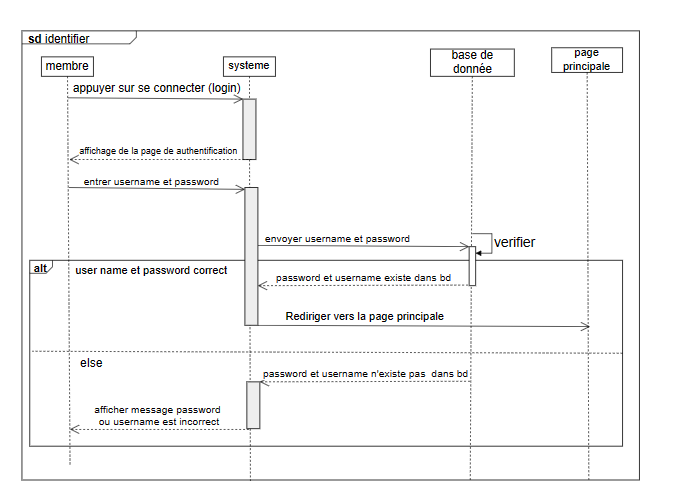 sd identifier
membre
systeme
base de
donnée
page
principale
appuyer sur se connecter (login)
affichage de la page de authentification
entrer username et password
envoyer username et password
verifier
alt
user name et password correct
password et username existe dans bd
Rediriger vers la page principale
else
password et username n'existe pas dans bd
afficher message password
ou username est incorrect